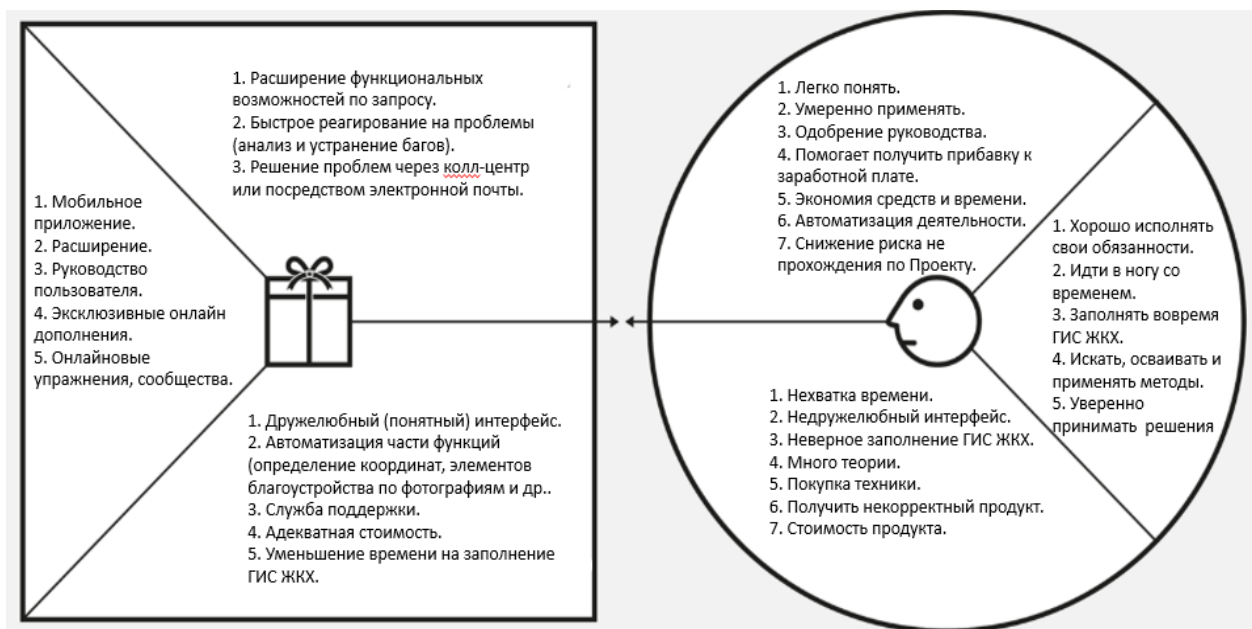 1. Расширение функциональных
возможностей по запросу.
2. Быстрое реагирование на проблемы
(анализ и устранение багов).
3. Решение проблем через колл-центр
или посредством электронной почты.
1. Мобильное
приложение.
2. Расширение.
3. Руководство
пользователя.
4. Эксклюзивные онлайн
дополнения.
5. Онлайновые
упражнения, сообщества.
1. Дружелюбный (понятный) интерфейс.
2. Автоматизация части функций
(определение координат, элементов
благоустройства по фотографиям и др..
3. Служба поддержки.
4. Адекватная стоимость.
5. Уменьшение времени на заполнение
ГИС ЖКХ.
1. Легко понять.
2. Умеренно применять.
3. Одобрение руководства.
4. Помогает получить прибавку к
заработной плате.
5. Экономия средств и времени.
6. Автоматизация деятельности.
7. Снижение риска не
прохождения по Проекту.
1. Хорошо исполнять
свои обязанности.
2. Идти в ногу со
временем.
3. Заполнять вовремя
ГИС ЖКХ.
4. Искать, осваивать и
применять методы.
5. Уверенно
принимать решения
1. Нехватка времени.
2. Недружелюбный интерфейс.
3. Неверное заполнение ГИС ЖКХ.
4. Много теории.
5. Покупка техники.
6. Получить некорректный продукт.
7. Стоимость продукта.